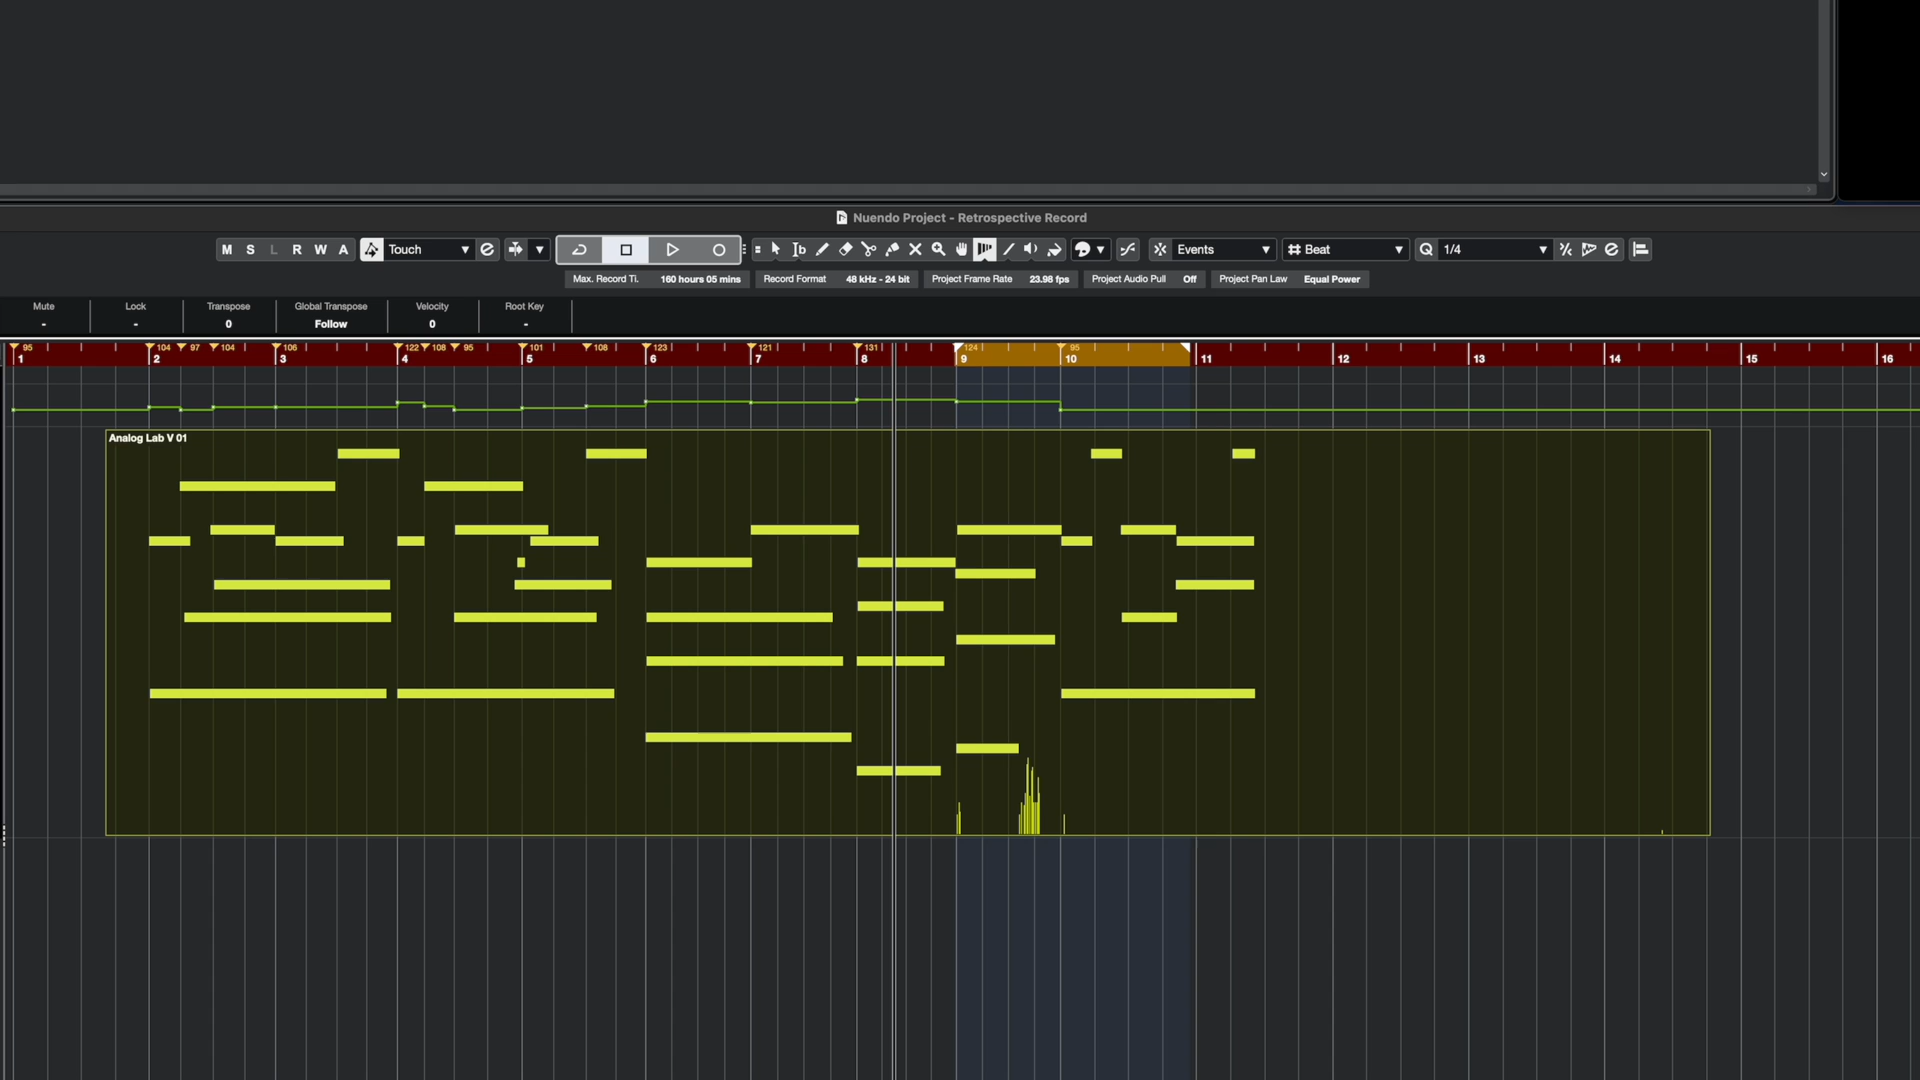 Nuendo Project - Retrospective Record
M S L R W A Touch Events Beat Q 1/4
Max. Record Ti. 160 hours 05 mins Record Format 48 kHz - 24 bit Project Frame Rate 23.98 fps Project Audio Pull Off Project Pan Law Equal Power
Mute Lock Transpose Global Transpose Velocity Root Key
- - 0 Follow 0 -
95 104 97 104 106 122 108 95 101 108 123 121 131 124 95
1 2 3 4 5 6 7 8 9 10 11 12 13 14 15 16
Analog Lab V 01